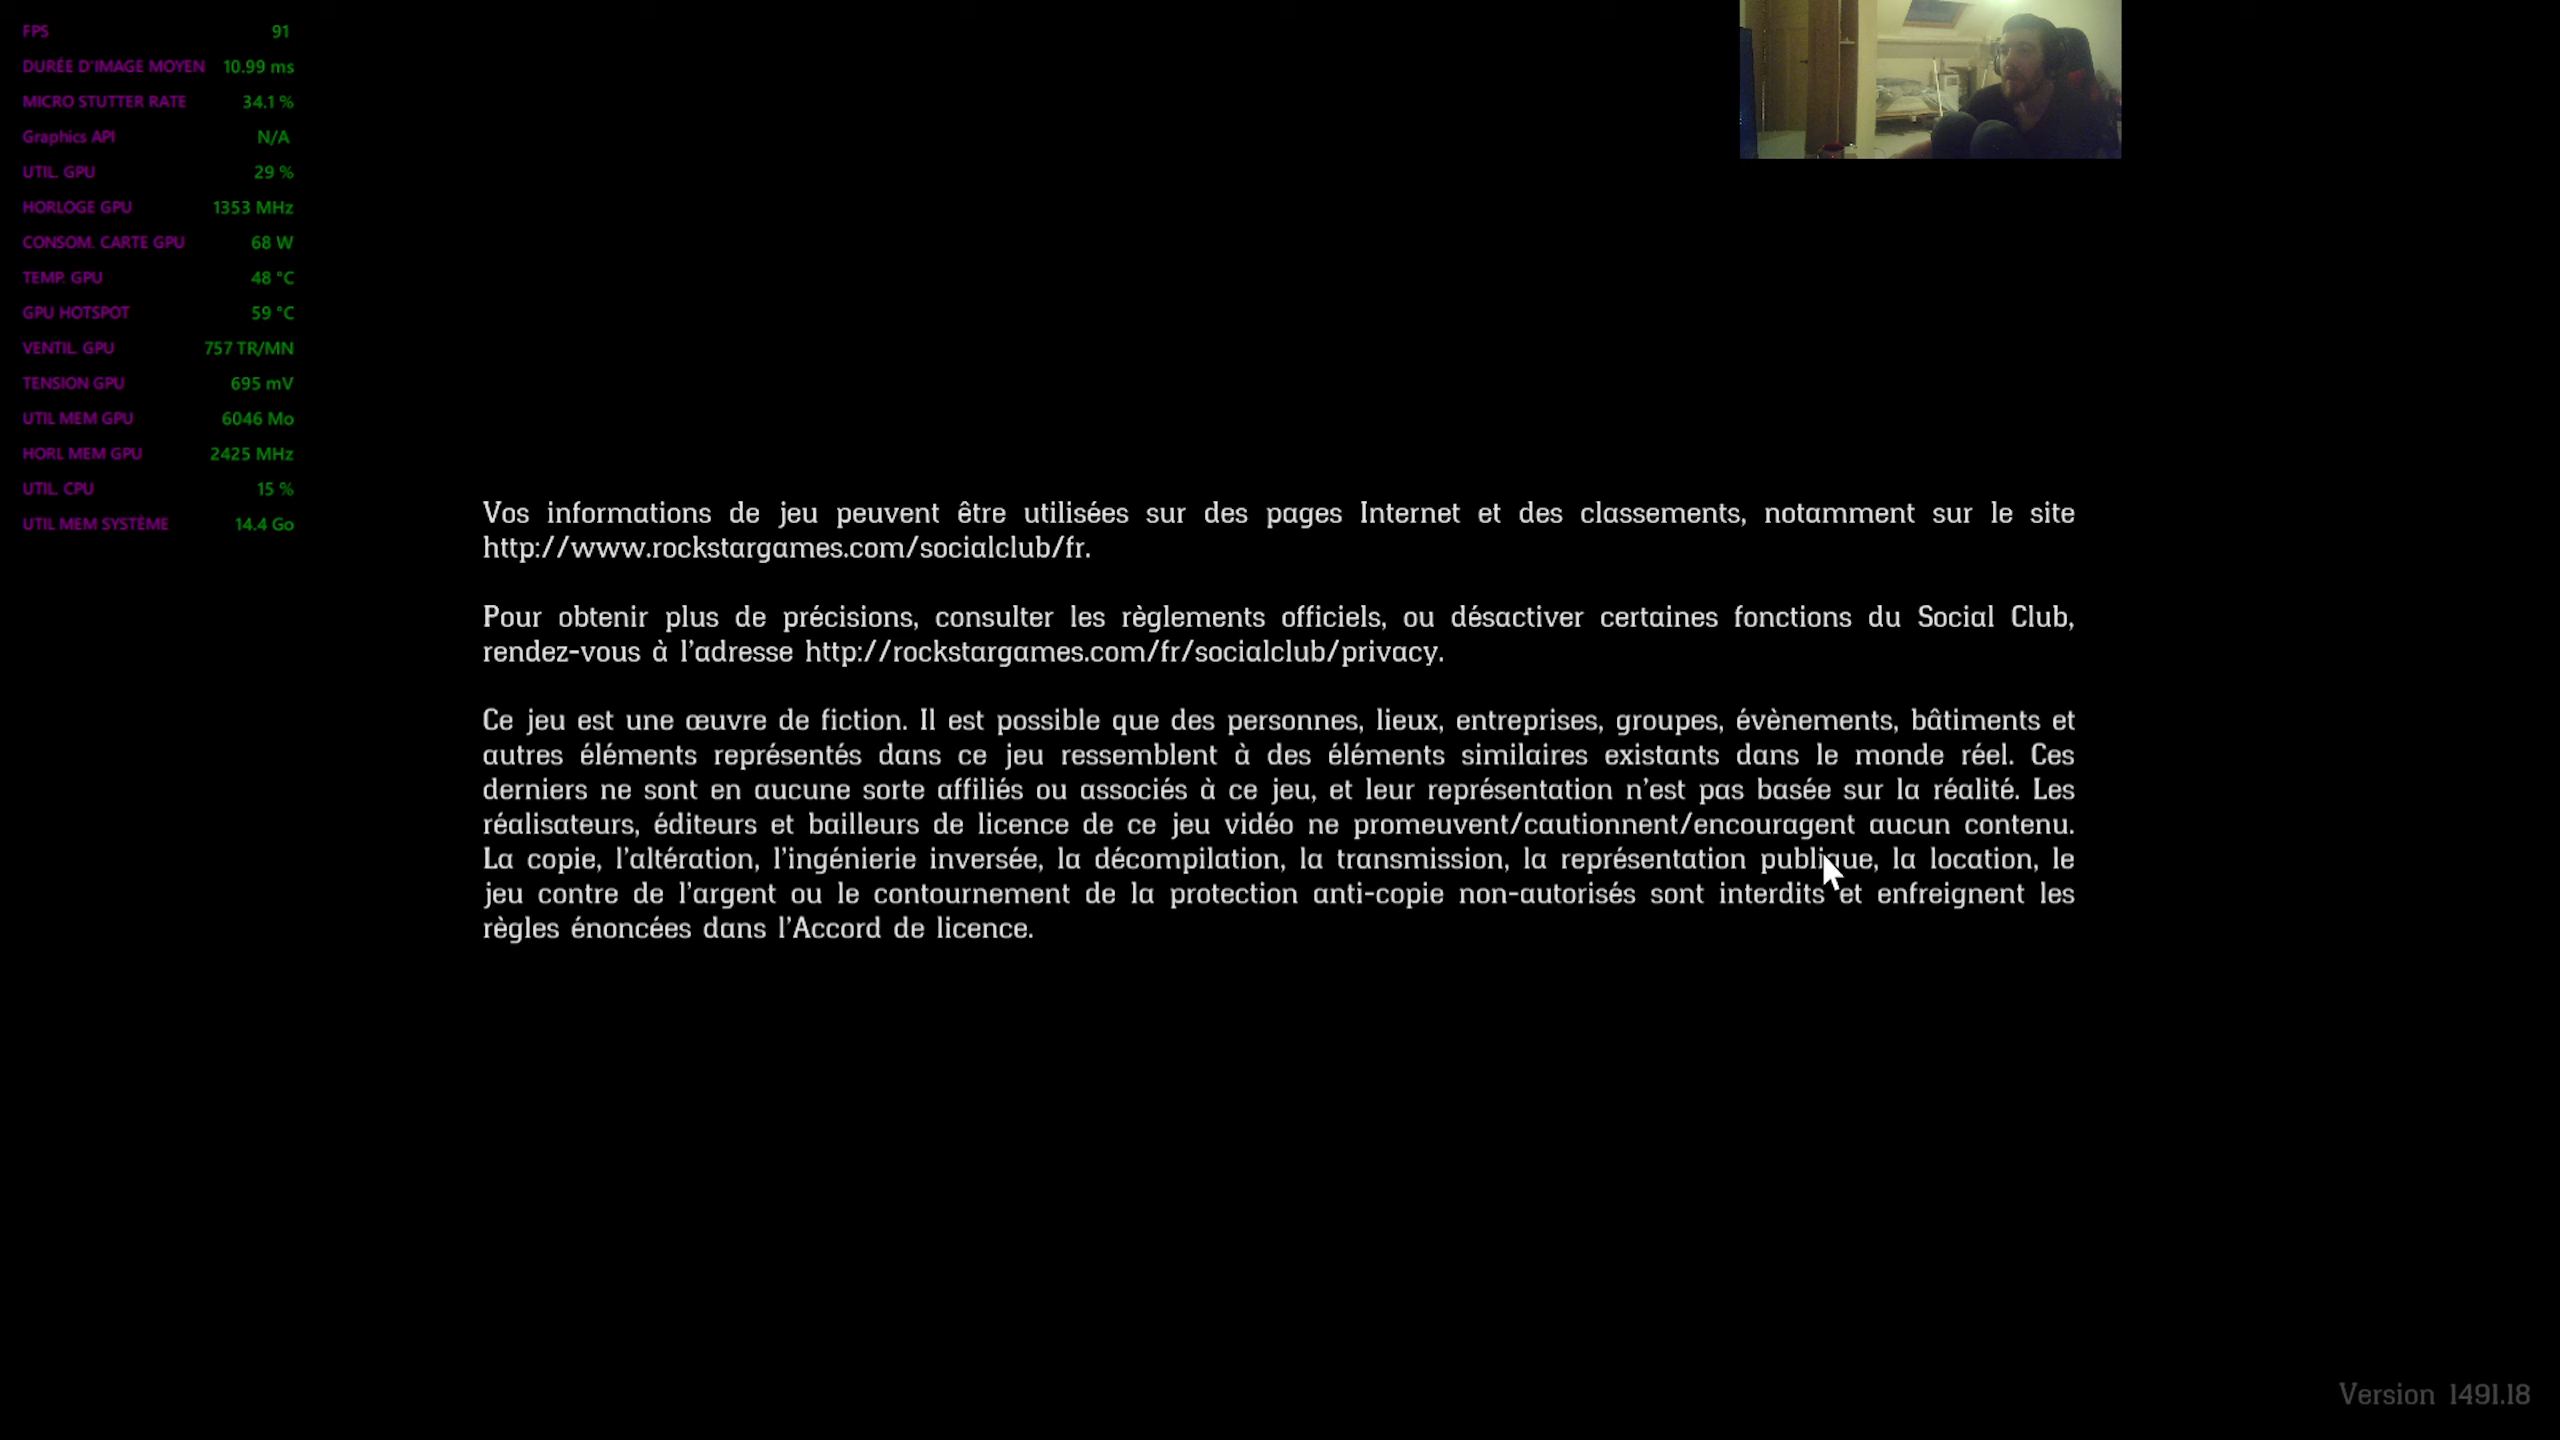 FPS 91
DURÉE D'IMAGE MOYEN 10.99 ms
MICRO STUTTER RATE 34.1 %
Graphics API N/A
UTIL. GPU 29 %
HORLOGE GPU 1353 MHz
CONSOM. CARTE GPU 68 W
TEMP. GPU 48 °C
GPU HOTSPOT 59 °C
VENTIL. GPU 757 TR/MN
TENSION GPU 695 mV
UTIL MEM GPU 6046 Mo
HORL MEM GPU 2425 MHz
UTIL. CPU 15 %
UTIL MEM SYSTÈME 14.4 Go
Vos informations de jeu peuvent être utilisées sur des pages Internet et des classements, notamment sur le site
http://www.rockstargames.com/socialclub/fr.
Pour obtenir plus de précisions, consulter les règlements officiels, ou désactiver certaines fonctions du Social Club,
rendez-vous à l'adresse http://rockstargames.com/fr/socialclub/privacy.
Ce jeu est une œuvre de fiction. Il est possible que des personnes, lieux, entreprises, groupes, évènements, bâtiments et
autres éléments représentés dans ce jeu ressemblent à des éléments similaires existants dans le monde réel. Ces
derniers ne sont en aucune sorte affiliés ou associés à ce jeu, et leur représentation n'est pas basée sur la réalité. Les
réalisateurs, éditeurs et bailleurs de licence de ce jeu vidéo ne promeuvent/cautionnent/encouragent aucun contenu.
La copie, l'altération, l'ingénierie inversée, la décompilation, la transmission, la représentation publique, la location, le
jeu contre de l'argent ou le contournement de la protection anti-copie non-autorisés sont interdits et enfreignent les
règles énoncées dans l'Accord de licence.
Version 1491.18